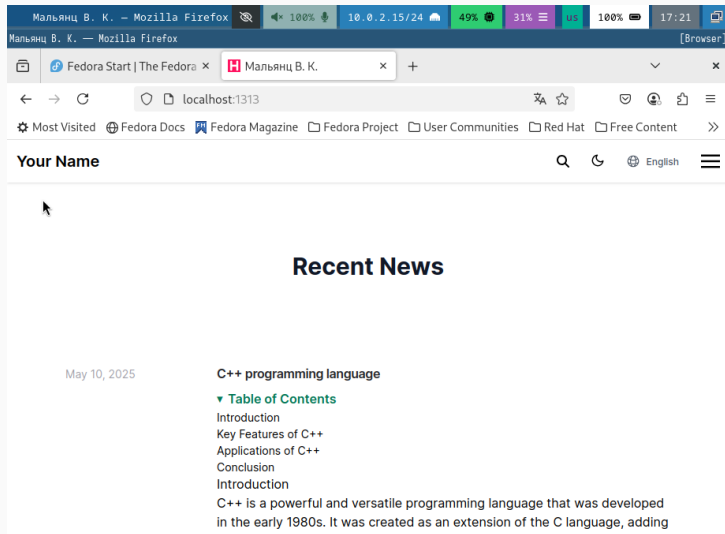 Мальянц В. К. — Mozilla Firefox 100% 10.0.2.15/24 49% 31% us 100% 17:21
Мальянц В. К. — Mozilla Firefox [Browser]
Fedora Start | The Fedora Мальянц В. К.
localhost:1313
Most Visited Fedora Docs Fedora Magazine Fedora Project User Communities Red Hat Free Content
Your Name English
Recent News
May 10, 2025 C++ programming language
Table of Contents
Introduction
Key Features of C++
Applications of C++
Conclusion
Introduction
C++ is a powerful and versatile programming language that was developed
in the early 1980s. It was created as an extension of the C language, adding